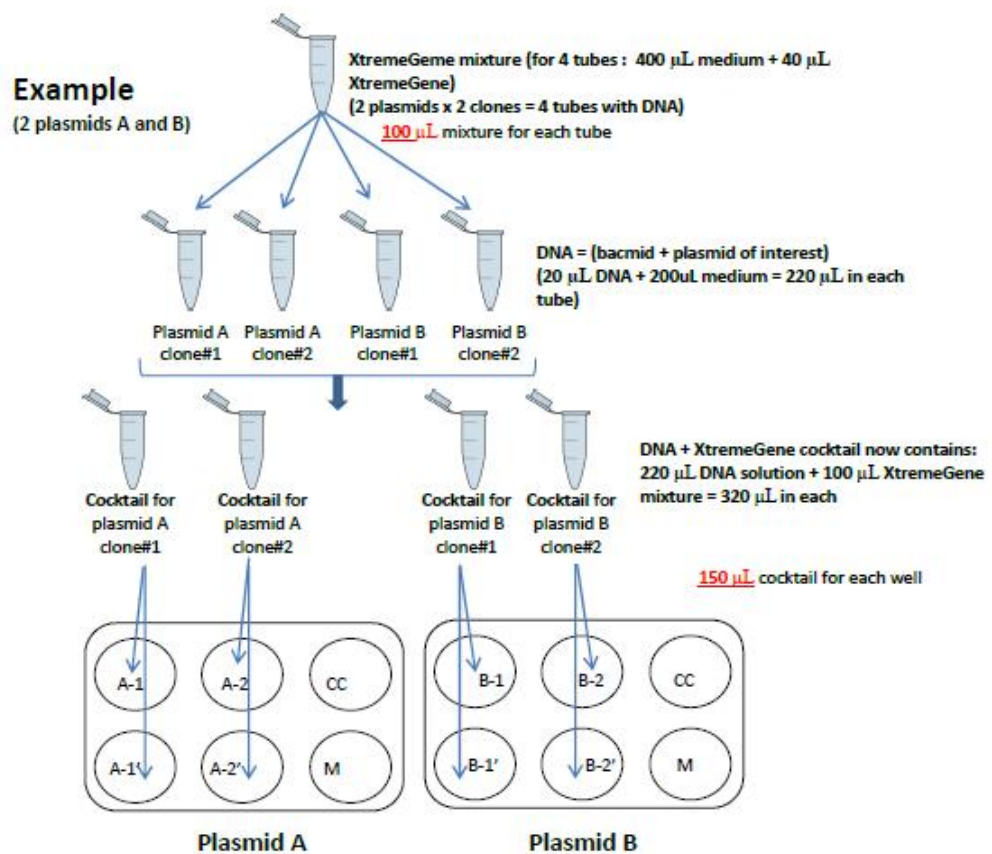 XtremeGeme mixture (for 4 tubes : 400 μL medium + 40 μL
XtremeGene)
(2 plasmids x 2 clones = 4 tubes with DNA)
100 μL mixture for each tube
Example
(2 plasmids A and B)
DNA = (bacmid + plasmid of interest)
(20 μL DNA + 200uL medium = 220 μL in each
tube)
Plasmid A
clone#1
Plasmid A
clone#2
Plasmid B
clone#1
Plasmid B
clone#2
DNA + XtremeGene cocktail now contains:
220 μL DNA solution + 100 μL XtremeGene
mixture = 320 μL in each
Cocktail for
plasmid A
clone#1
Cocktail for
plasmid A
clone#2
Cocktail for
plasmid B
clone#1
Cocktail for
plasmid B
clone#2
150 μL cocktail for each well
A-1
A-2
CC
B-1
B-2
CC
A-1'
A-2'
M
B-1'
B-2'
M
Plasmid A
Plasmid B